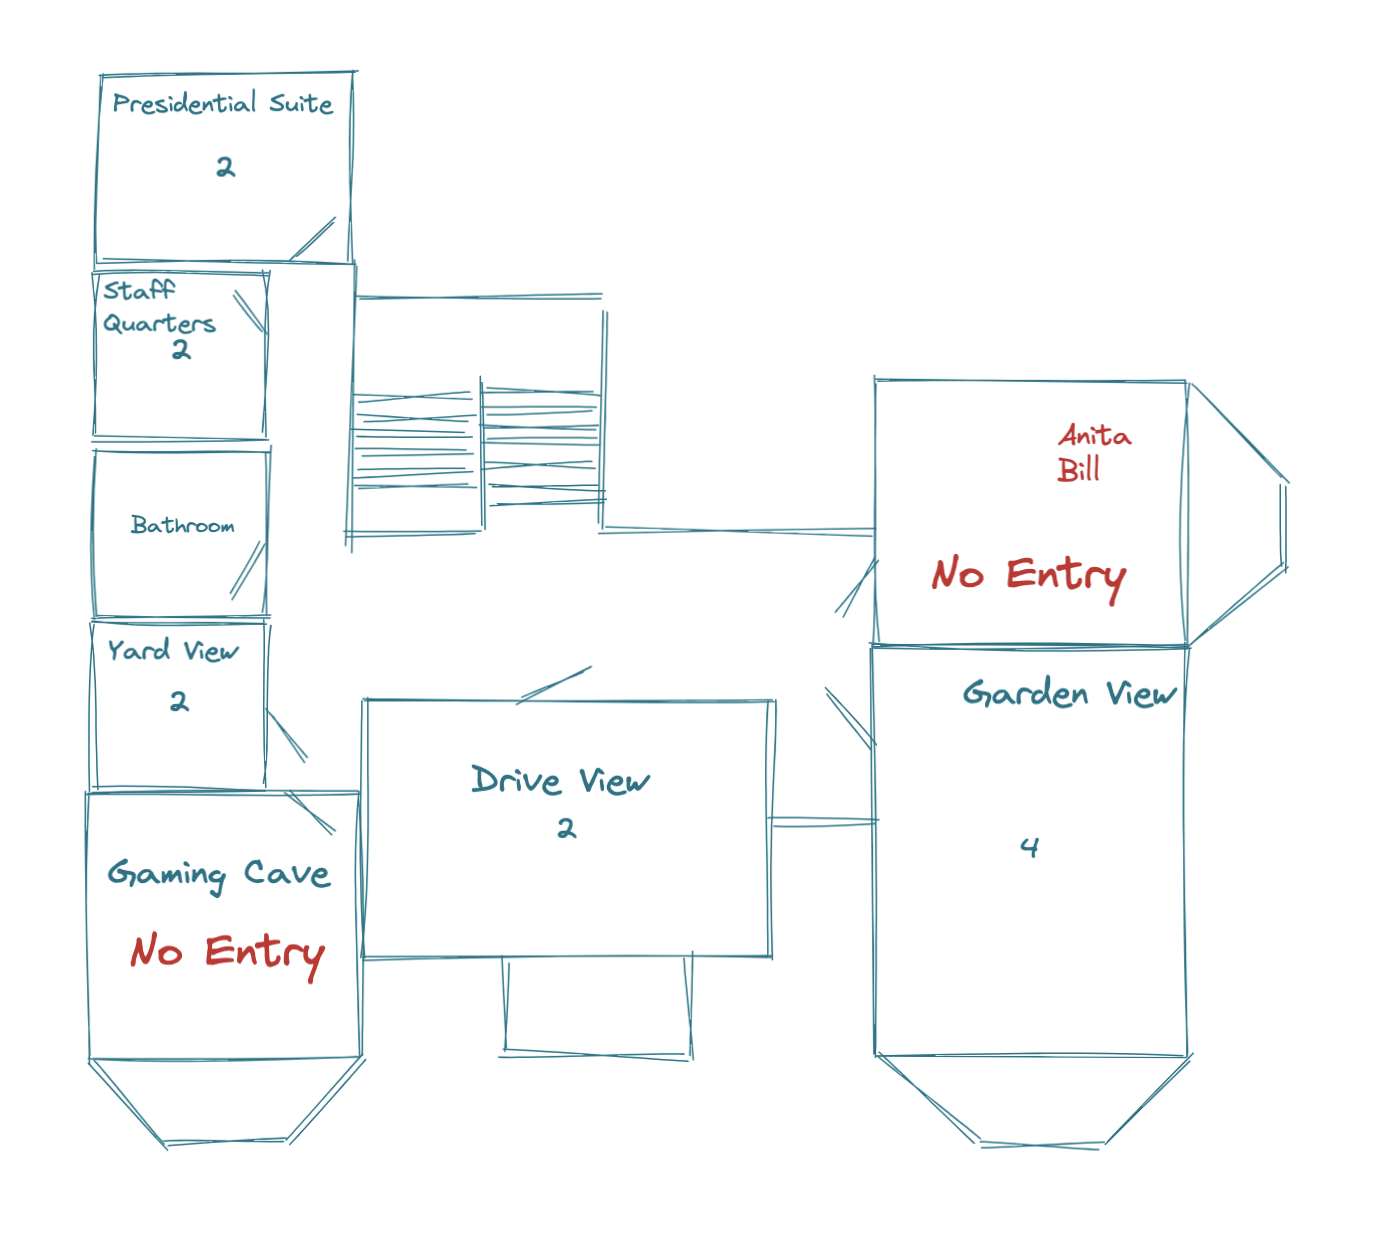 Presidential Suite
2
Staff
Quarters
2
Bathroom
Yard View
2
Gaming Cave
No Entry
Drive View
2
Anita
Bill
No Entry
Garden View
4